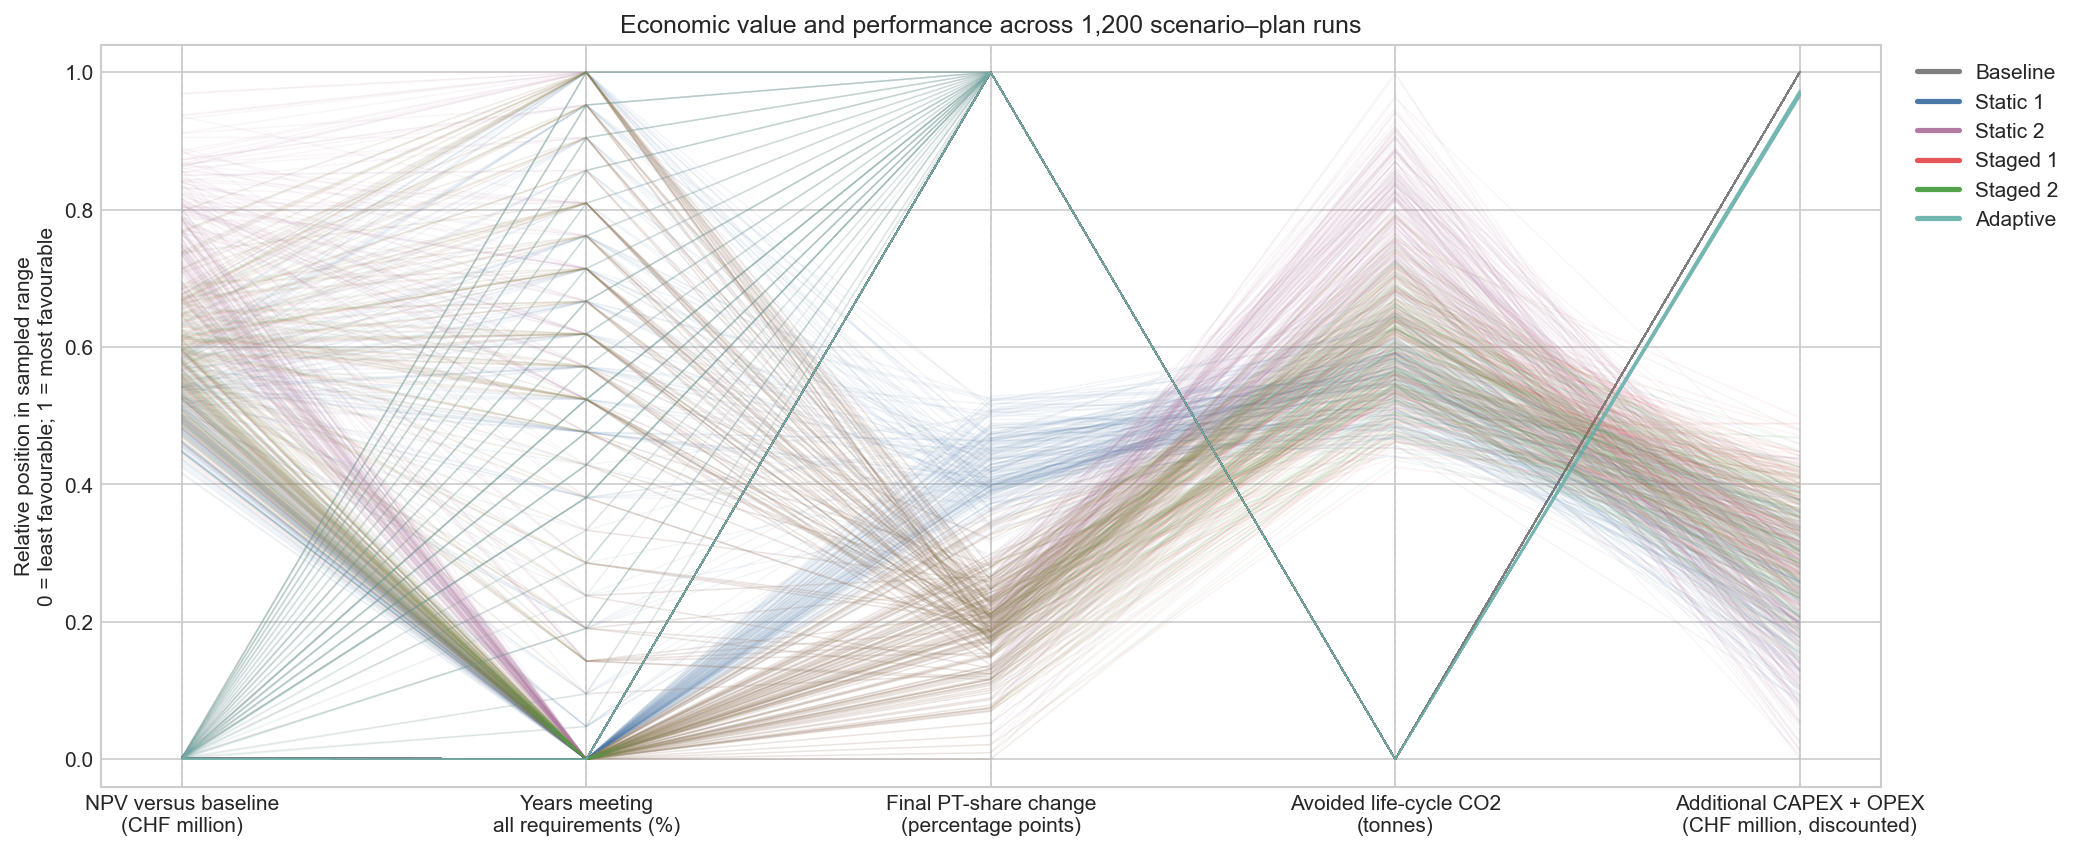 Economic value and performance across 1,200 scenario–plan runs
Relative position in sampled range
0 = least favourable; 1 = most favourable
1.0
0.8
0.6
0.4
0.2
0.0
NPV versus baseline
(CHF million)
Years meeting
all requirements (%)
Final PT-share change
(percentage points)
Avoided life-cycle CO2
(tonnes)
Additional CAPEX + OPEX
(CHF million, discounted)
Baseline
Static 1
Static 2
Staged 1
Staged 2
Adaptive